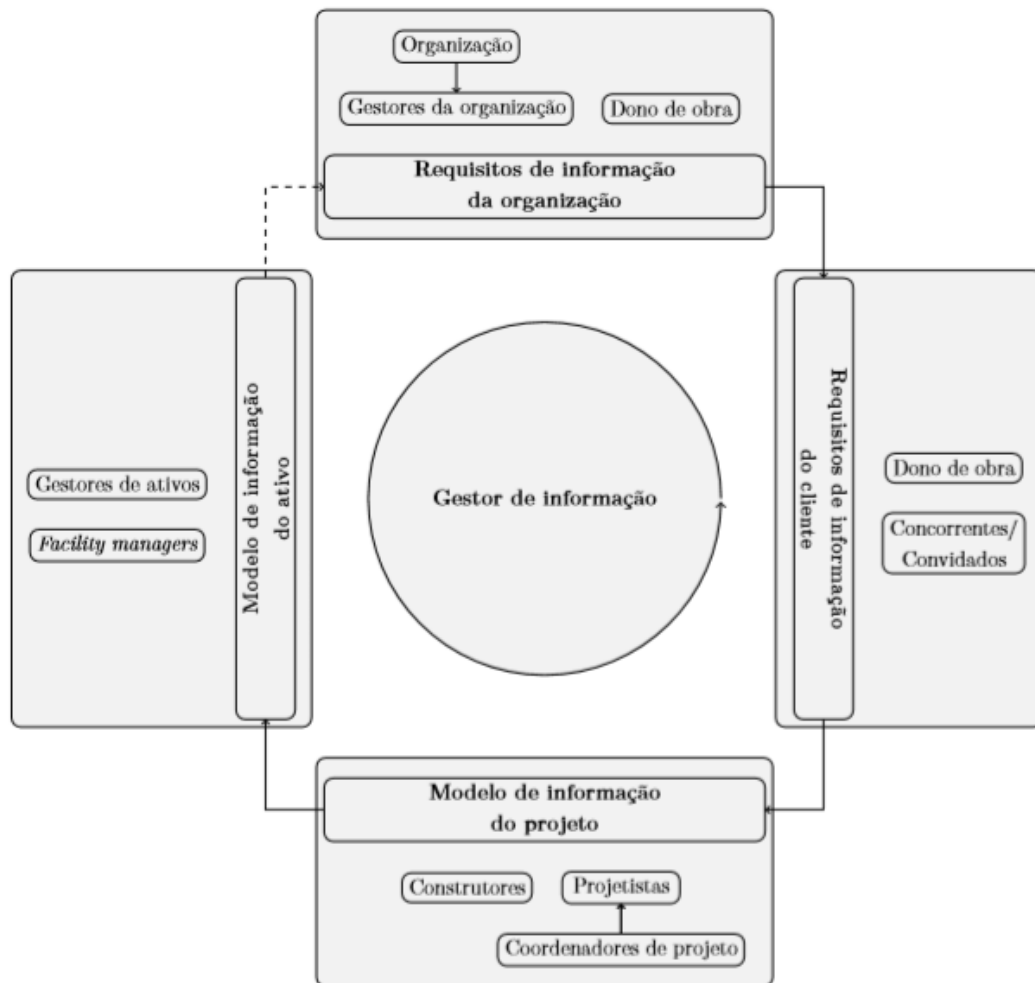 Organização
Gestores da organização
Dono de obra
Requisitos de informação
da organização
Modelo de informação
do ativo
Gestores de ativos
Facility managers
Gestor de informação
Requisitos de informação
do cliente
Dono de obra
Concorrentes/
Convidados
Modelo de informação
do projeto
Construtores
Projetistas
Coordenadores de projeto